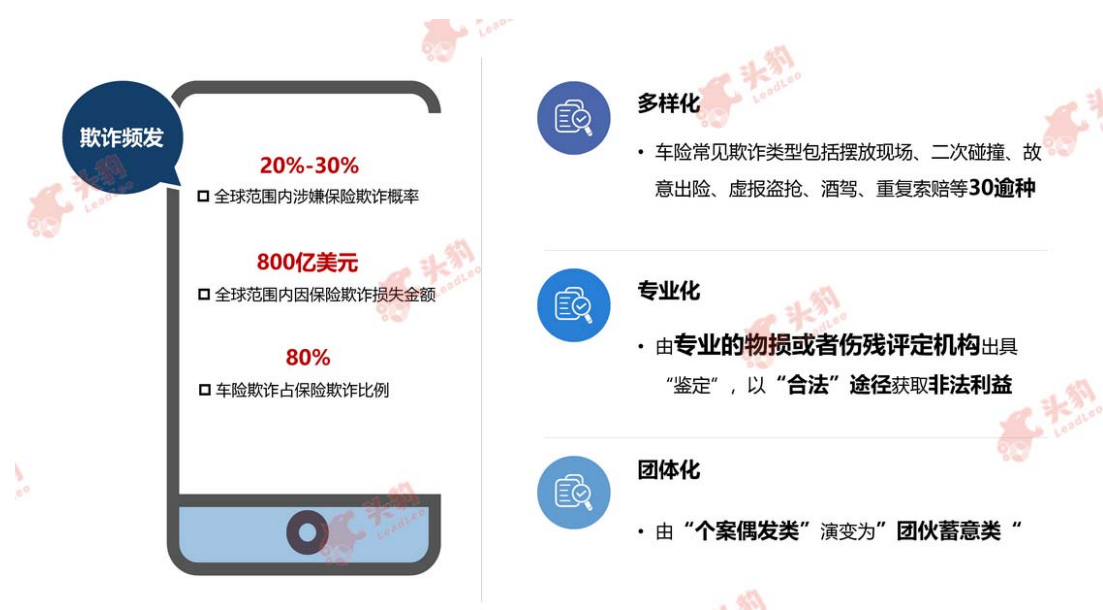 欺诈频发
20%-30%
全球范围内涉嫌保险欺诈概率
800亿美元
全球范围内因保险欺诈损失金额
80%
车险欺诈占保险欺诈比例
多样化
• 车险常见欺诈类型包括摆放现场、二次碰撞、故
意出险、虚报盗抢、酒驾、重复索赔等30逾种
专业化
• 由专业的物损或者伤残评定机构出具
“鉴定”，以“合法”途径获取非法利益
团体化
• 由“个案偶发类”演变为”团伙蓄意类“
头豹
LeadLeo